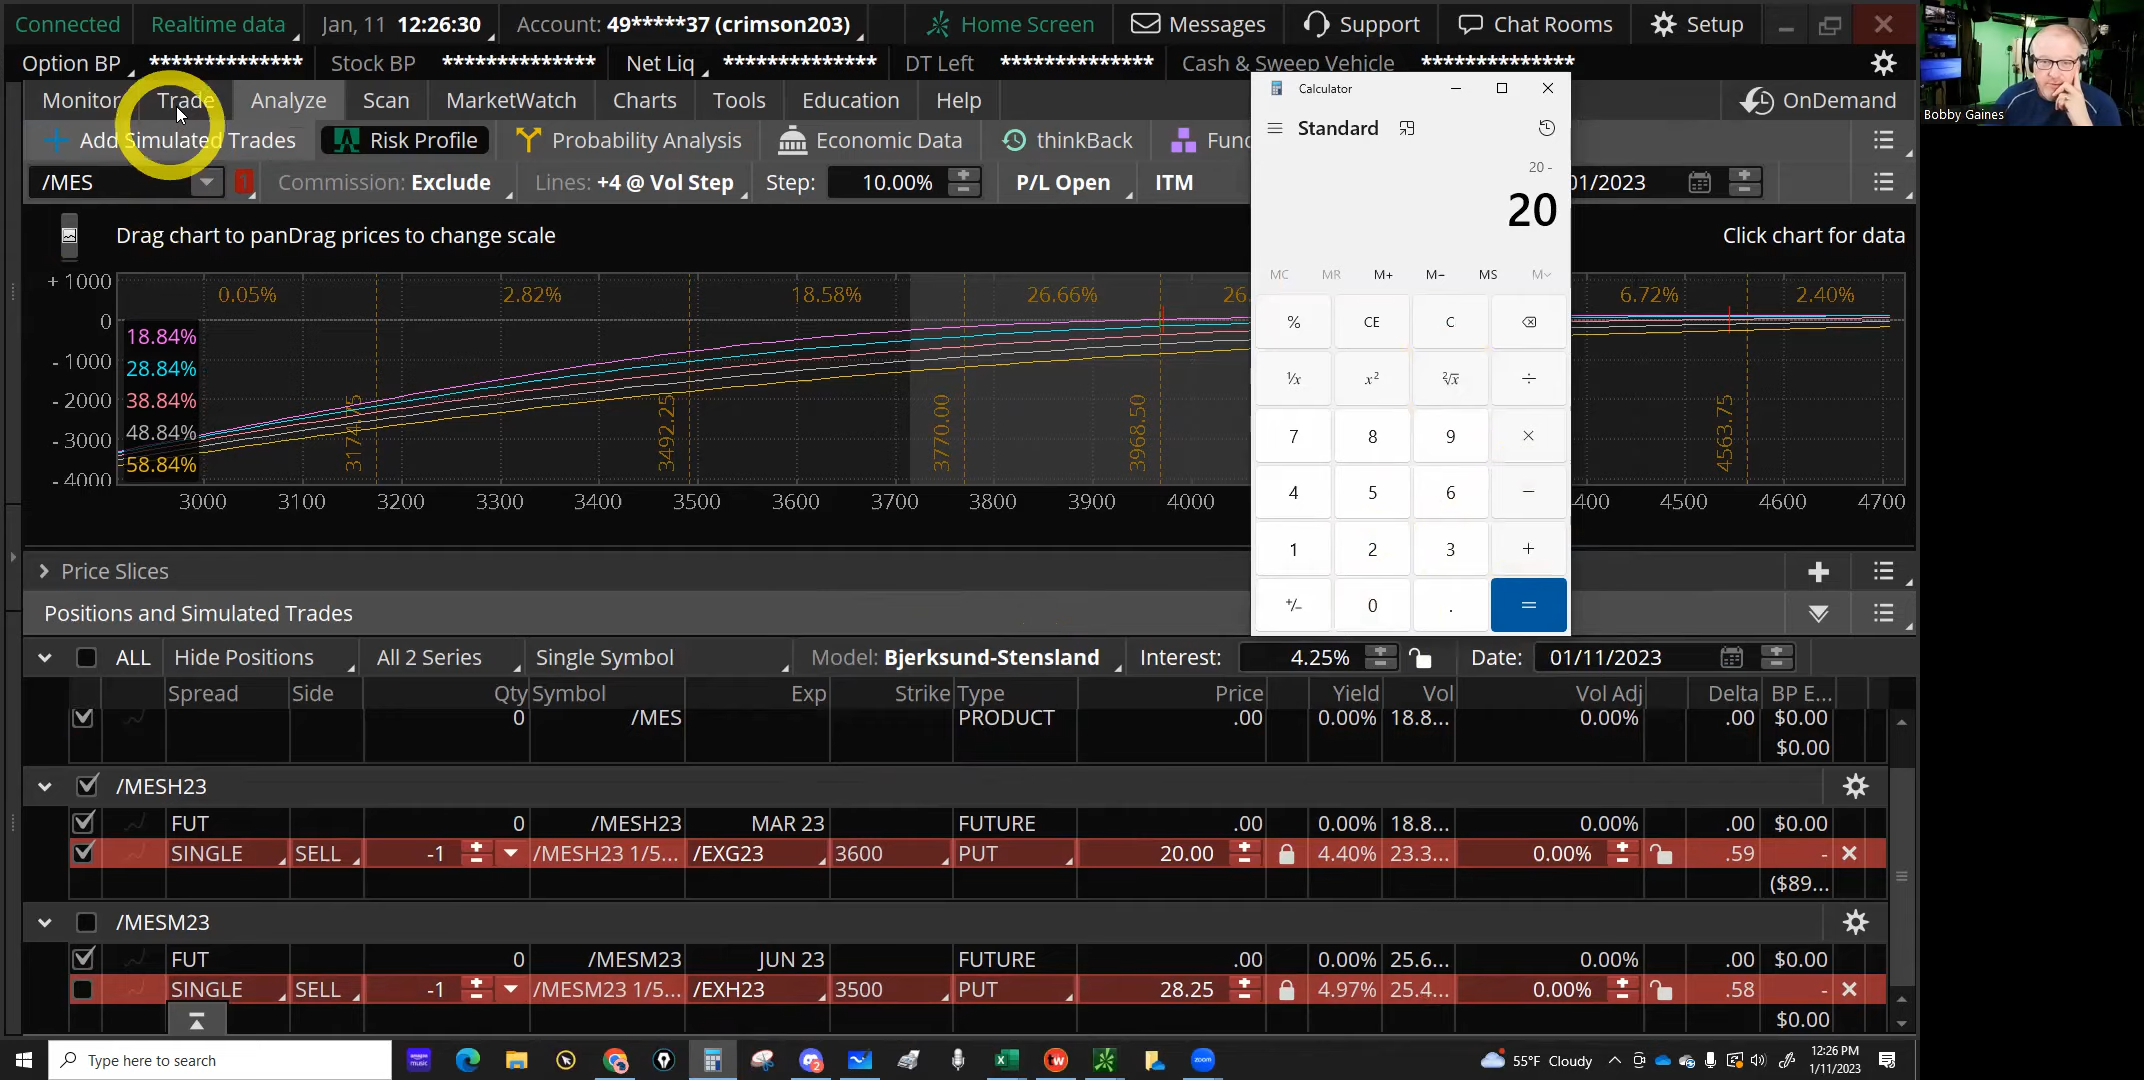 Connected Realtime data Jan, 11 12:26:30 Account: 49*****37 (crimson203) Home Screen Messages Support Chat Rooms Setup
Option BP ************** Stock BP ************** Net Liq ************** DT Left ************** Cash & Sweep Vehicle **************
Monitor Trade Analyze Scan MarketWatch Charts Tools Education Help OnDemand
Add Simulated Trades Risk Profile Probability Analysis Economic Data thinkBack Fun
/MES 1 Commission: Exclude Lines: +4 @ Vol Step Step: 10.00% P/L Open ITM 01/2023
Drag chart to panDrag prices to change scale Click chart for data
+ 1000
0
- 1000
- 2000
- 3000
- 4000
0.05% 2.82% 18.58% 26.66% 26. 6.72% 2.40%
18.84%
28.84%
38.84%
48.84%
58.84%
3174.75 3492.25 3770.00 3968.50 4563.75
3000 3100 3200 3300 3400 3500 3600 3700 3800 3900 4000 400 4500 4600 4700
Calculator
Standard
20 -
20
MC MR M+ M- MS M
% CE C
1/x x² ²√x ÷
7 8 9 ×
4 5 6 −
1 2 3 +
+/- 0 . =
Price Slices
Positions and Simulated Trades
ALL Hide Positions All 2 Series Single Symbol Model: Bjerksund-Stensland Interest: 4.25% Date: 01/11/2023
Spread Side Qty Symbol Exp Strike Type Price Yield Vol Vol Adj Delta BP E...
0 /MES PRODUCT .00 0.00% 18.8... 0.00% .00 $0.00
$0.00
/MESH23
FUT 0 /MESH23 MAR 23 FUTURE .00 0.00% 18.8... 0.00% .00 $0.00
SINGLE SELL -1 /MESH23 1/5... /EXG23 3600 PUT 20.00 4.40% 23.3... 0.00% .59 -
($89...
/MESM23
FUT 0 /MESM23 JUN 23 FUTURE .00 0.00% 25.6... 0.00% .00 $0.00
SINGLE SELL -1 /MESM23 1/5... /EXH23 3500 PUT 28.25 4.97% 25.4... 0.00% .58 -
$0.00
Type here to search
55°F Cloudy
12:26 PM
1/11/2023
Bobby Gaines